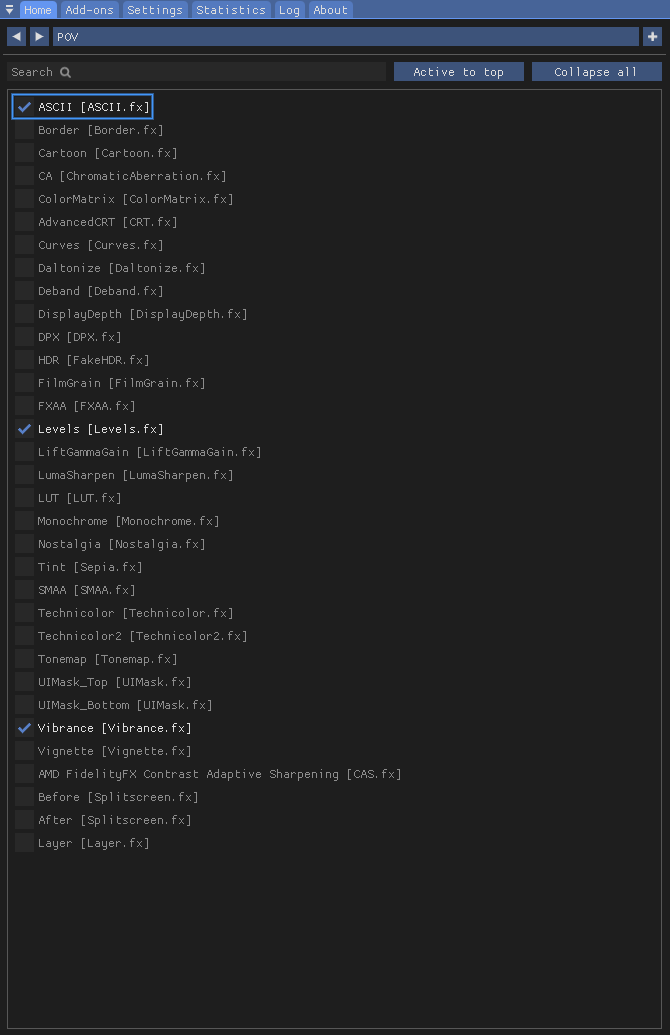 Home Add-ons Settings Statistics Log About
POV
Search Active to top Collapse all
ASCII [ASCII.fx]
Border [Border.fx]
Cartoon [Cartoon.fx]
CA [ChromaticAberration.fx]
ColorMatrix [ColorMatrix.fx]
AdvancedCRT [CRT.fx]
Curves [Curves.fx]
Daltonize [Daltonize.fx]
Deband [Deband.fx]
DisplayDepth [DisplayDepth.fx]
DPX [DPX.fx]
HDR [FakeHDR.fx]
FilmGrain [FilmGrain.fx]
FXAA [FXAA.fx]
Levels [Levels.fx]
LiftGammaGain [LiftGammaGain.fx]
LumaSharpen [LumaSharpen.fx]
LUT [LUT.fx]
Monochrome [Monochrome.fx]
Nostalgia [Nostalgia.fx]
Tint [Sepia.fx]
SMAA [SMAA.fx]
Technicolor [Technicolor.fx]
Technicolor2 [Technicolor2.fx]
Tonemap [Tonemap.fx]
UIMask_Top [UIMask.fx]
UIMask_Bottom [UIMask.fx]
Vibrance [Vibrance.fx]
Vignette [Vignette.fx]
AMD FidelityFX Contrast Adaptive Sharpening [CAS.fx]
Before [Splitscreen.fx]
After [Splitscreen.fx]
Layer [Layer.fx]